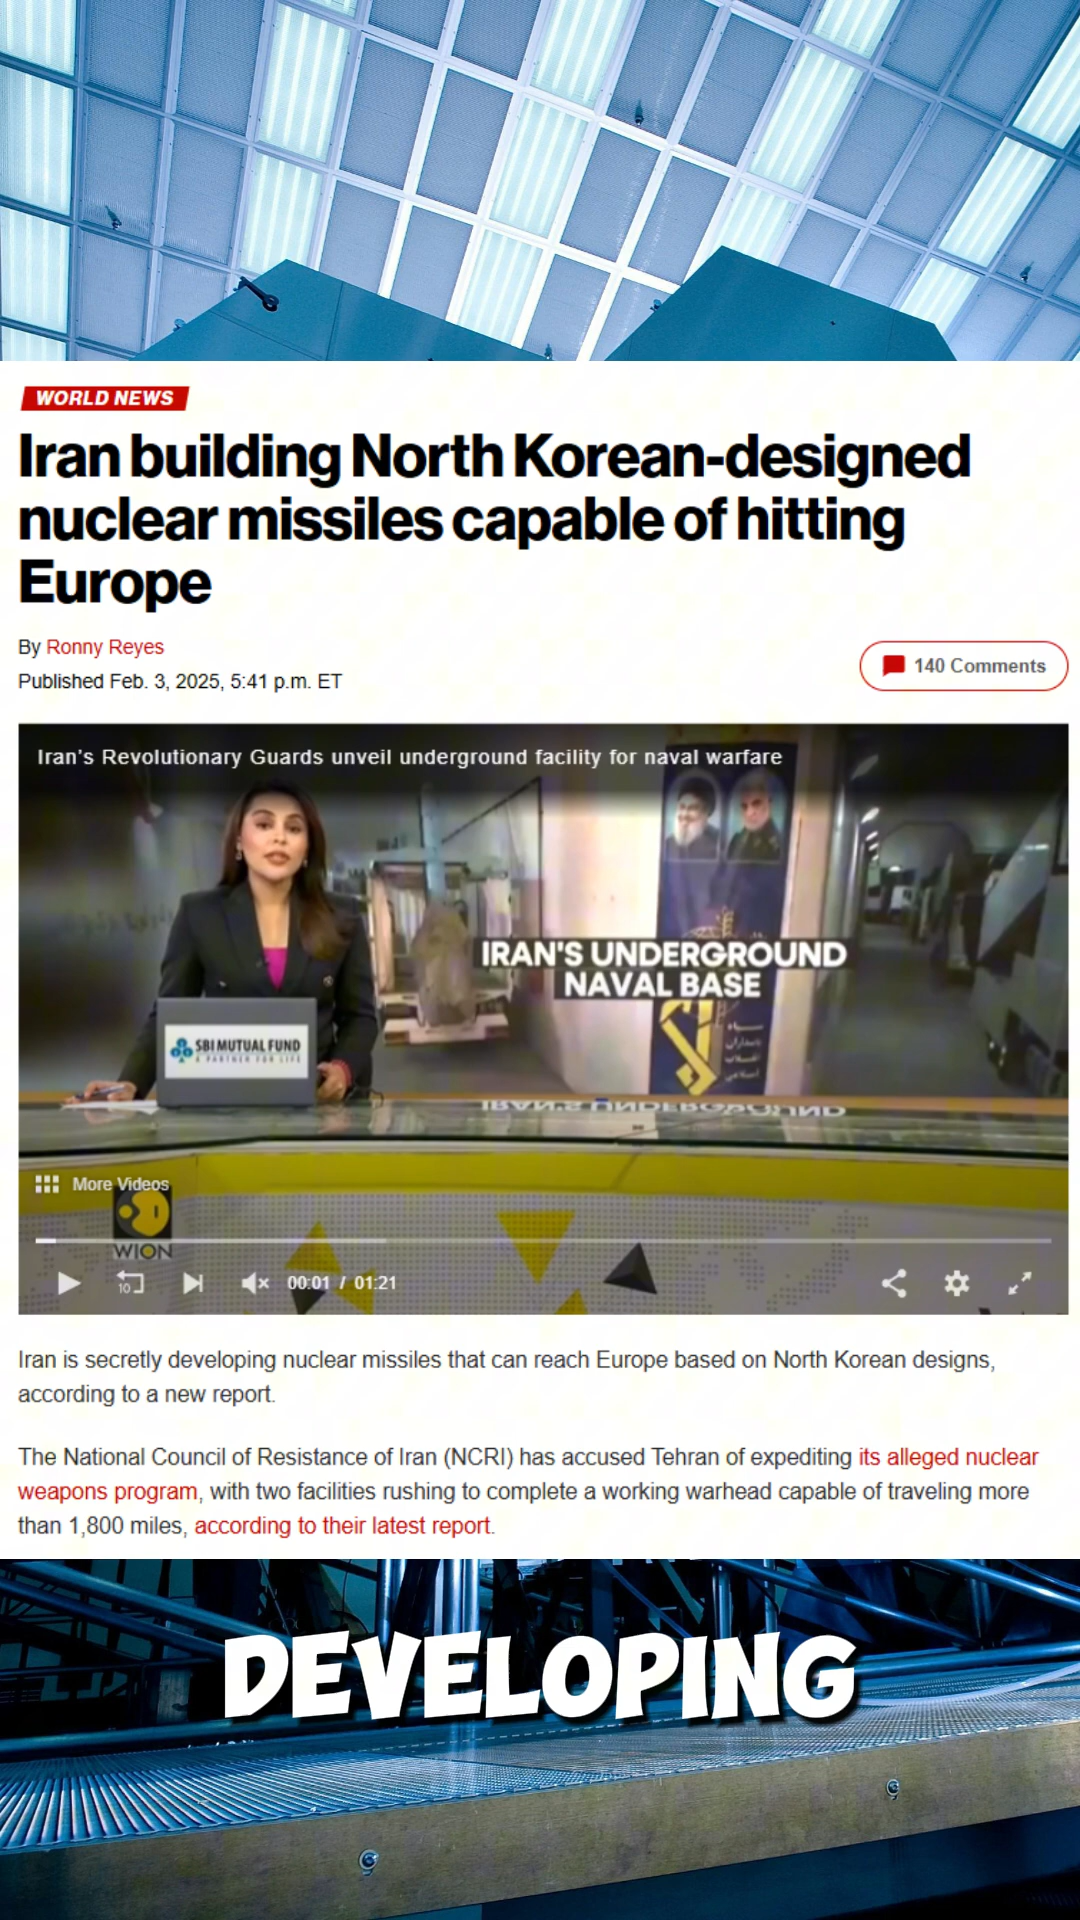 WORLD NEWS
Iran building North Korean-designed
nuclear missiles capable of hitting
Europe
By Ronny Reyes
Published Feb. 3, 2025, 5:41 p.m. ET
140 Comments
Iran's Revolutionary Guards unveil underground facility for naval warfare
IRAN'S UNDERGROUND
NAVAL BASE
SBI MUTUAL FUND
A PARTNER FOR LIFE
More Videos
WION
10
00:01 / 01:21
Iran is secretly developing nuclear missiles that can reach Europe based on North Korean designs,
according to a new report.
The National Council of Resistance of Iran (NCRI) has accused Tehran of expediting its alleged nuclear
weapons program, with two facilities rushing to complete a working warhead capable of traveling more
than 1,800 miles, according to their latest report.
DEVELOPING